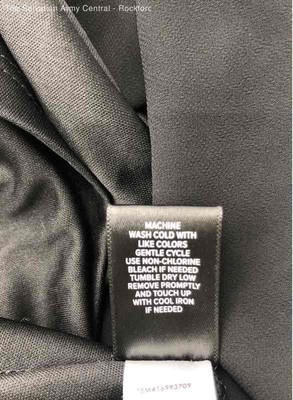 The Salvation Army Central - Rockford
MACHINE
WASH COLD WITH
LIKE COLORS
GENTLE CYCLE
USE NON-CHLORINE
BLEACH IF NEEDED
TUMBLE DRY LOW
REMOVE PROMPTLY
AND TOUCH UP
WITH COOL IRON
IF NEEDED